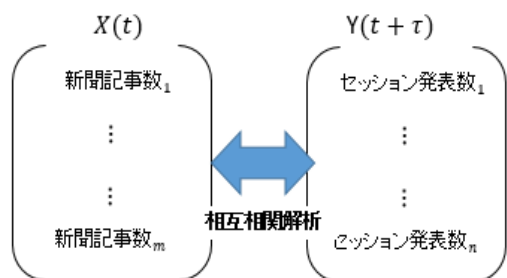 X(t)
Y(t + τ)
新聞記事数₁
⋮
⋮
新聞記事数ₘ
相互相関解析
セッション発表数₁
⋮
⋮
セッション発表数ₙ